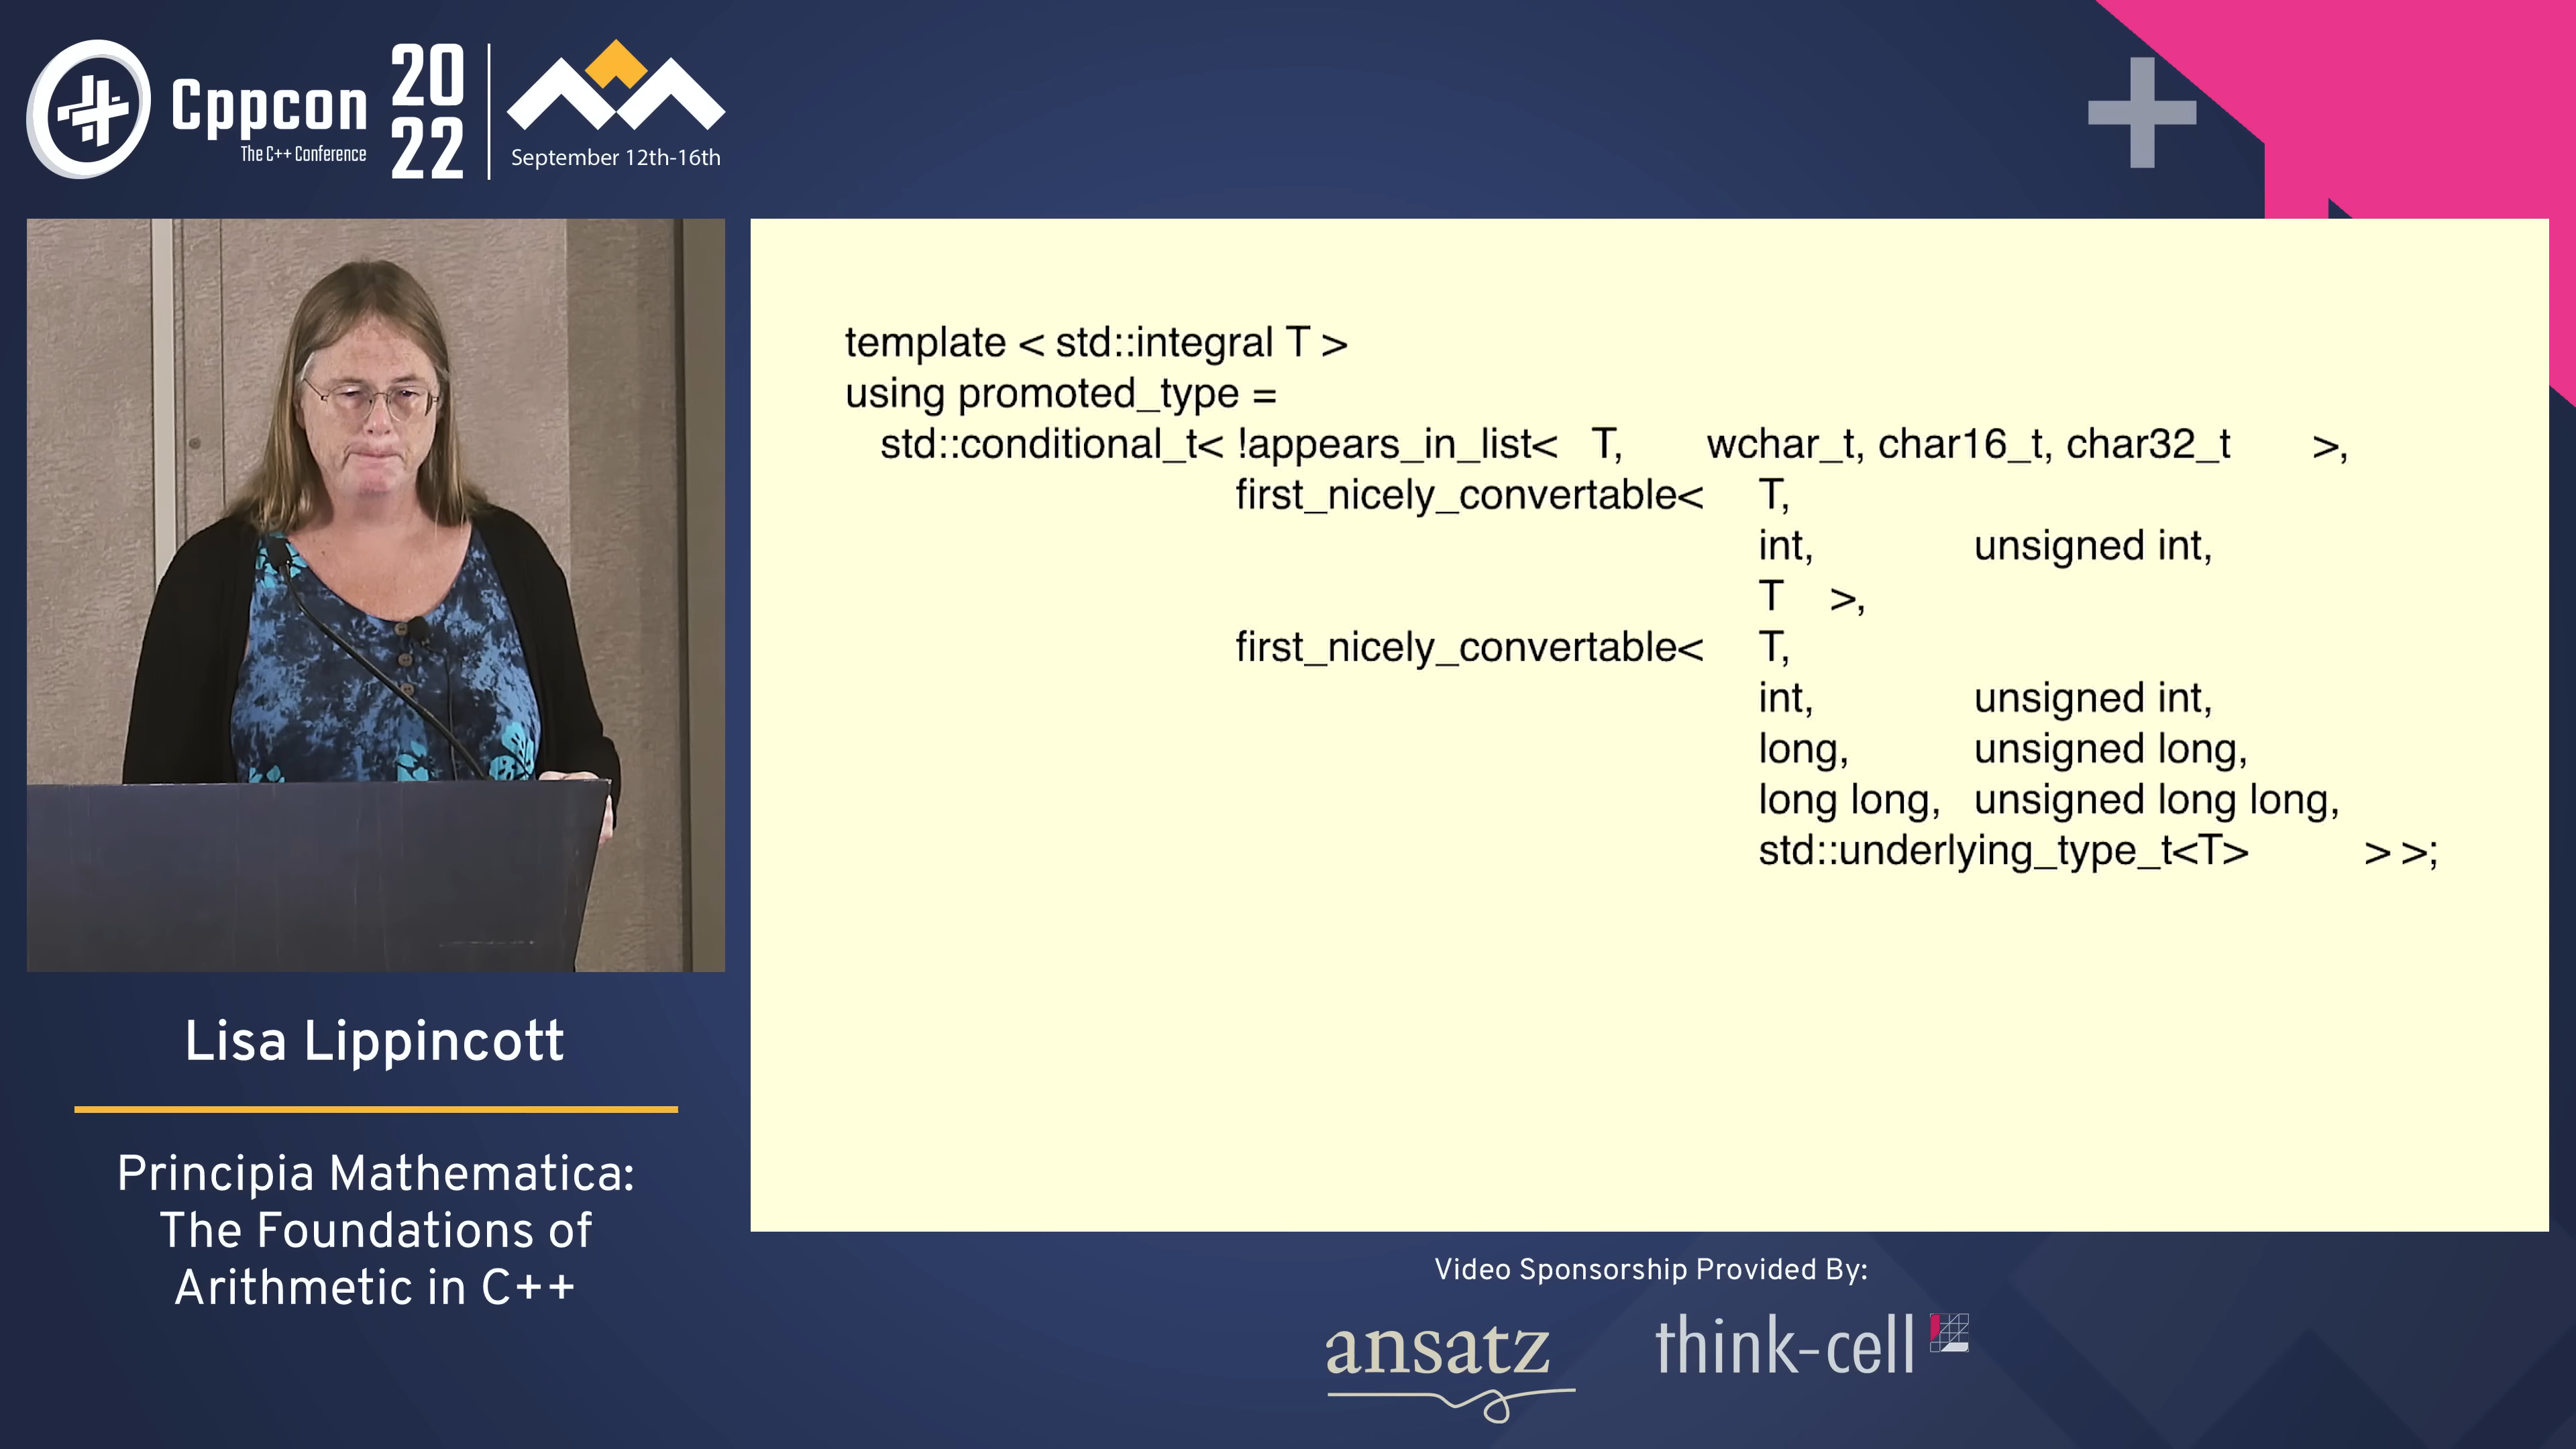 Cppcon
The C++ Conference
20
22
September 12th-16th
template < std::integral T >
using promoted_type =
std::conditional_t< !appears_in_list< T, wchar_t, char16_t, char32_t >,
first_nicely_convertable< T,
int, unsigned int,
T >,
first_nicely_convertable< T,
int, unsigned int,
long, unsigned long,
long long, unsigned long long,
std::underlying_type_t<T> > >;
Lisa Lippincott
Principia Mathematica:
The Foundations of
Arithmetic in C++
Video Sponsorship Provided By:
ansatz
think-cell